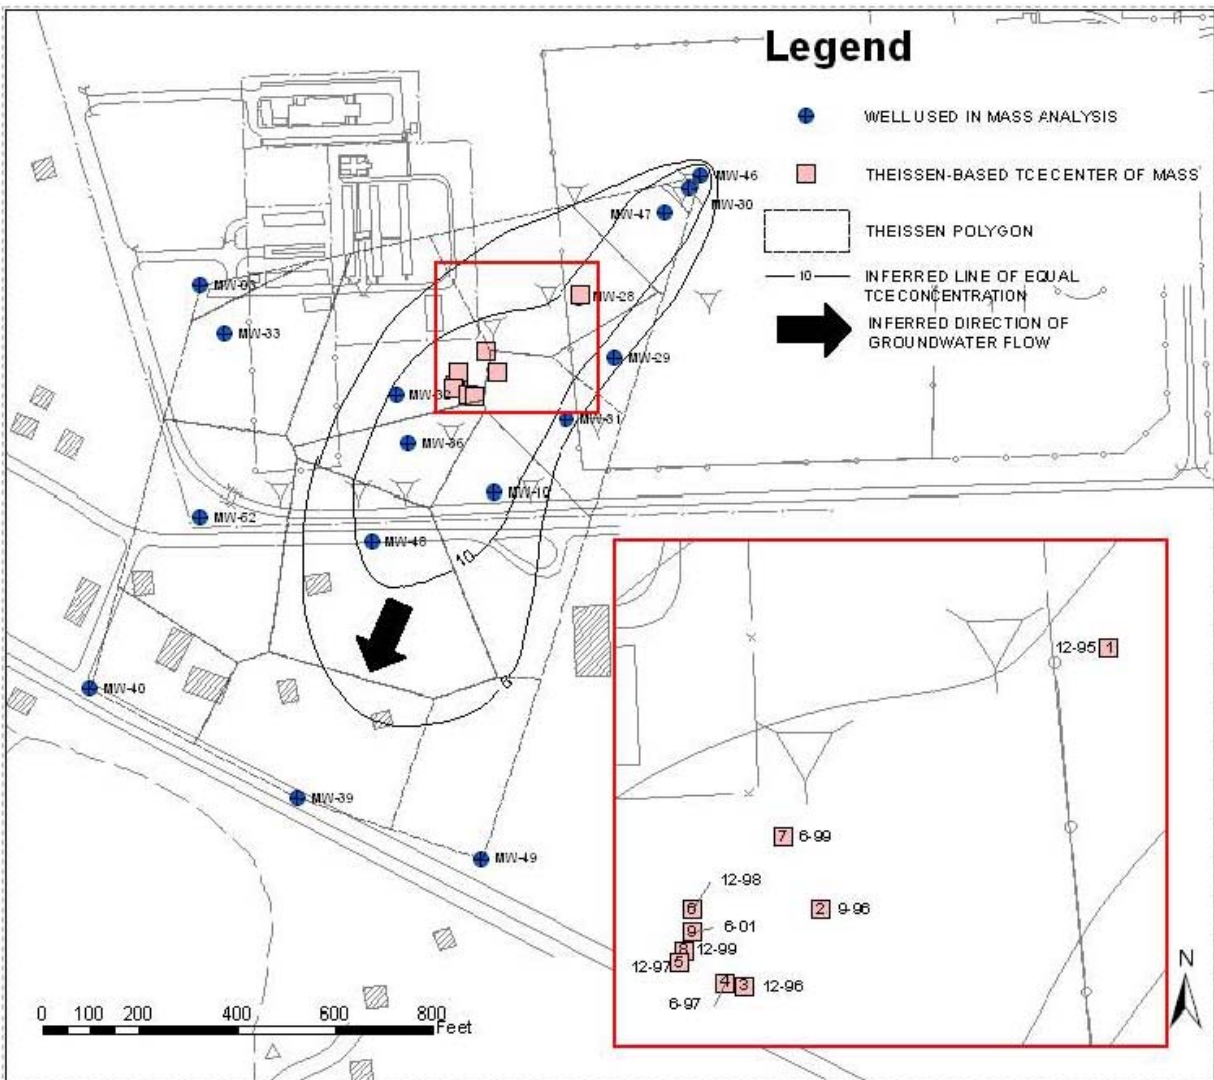 Legend
WELL USED IN MASS ANALYSIS
THEISSEN-BASED TCE CENTER OF MASS
THEISSEN POLYGON
10
INFERRED LINE OF EQUAL
TCE CONCENTRATION
INFERRED DIRECTION OF
GROUNDWATER FLOW
MW-46
MW-30
MW-47
MW-28
MW-33
MW-29
MW-32
MW-31
MW-36
MW-10
MW-52
MW-48
10
MW-40
MW-39
MW-49
12-95 1
7 6-99
12-98
6
2 9-96
9 6-01
8 12-99
12-97 5
4 3 12-96
6-97
N
0 100 200 400 600 800
Feet